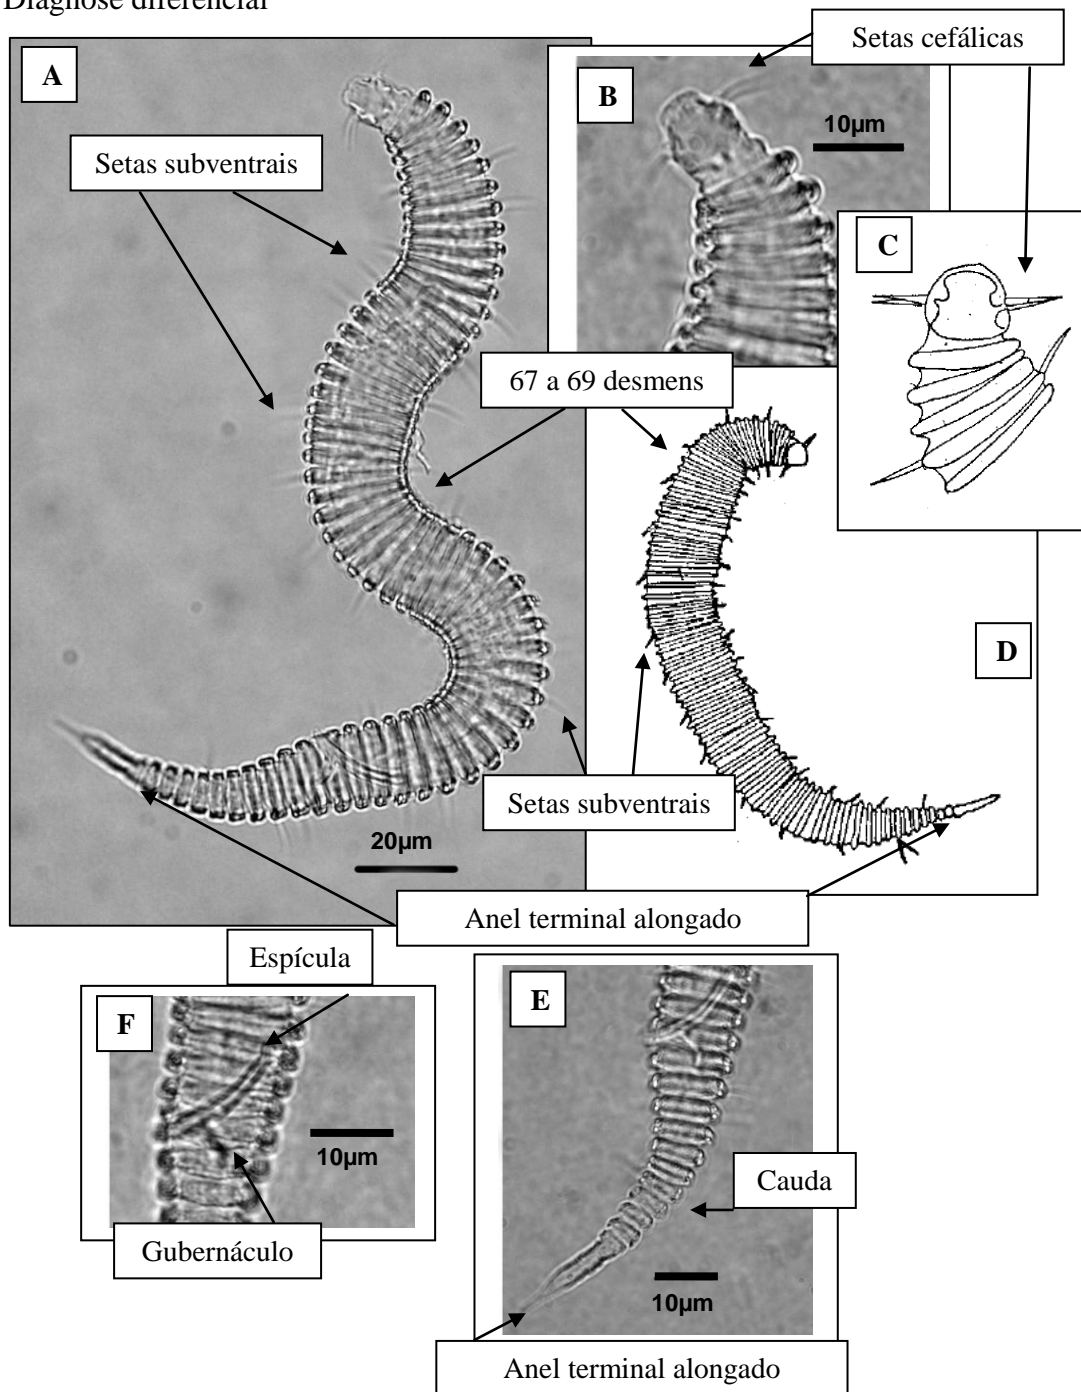 Diagnose diferencial
Setas cefálicas
A
B
10µm
Setas subventrais
C
67 a 69 desmens
D
Setas subventrais
20µm
Anel terminal alongado
Espícula
E
F
10µm
Cauda
Gubernáculo
10µm
Anel terminal alongado